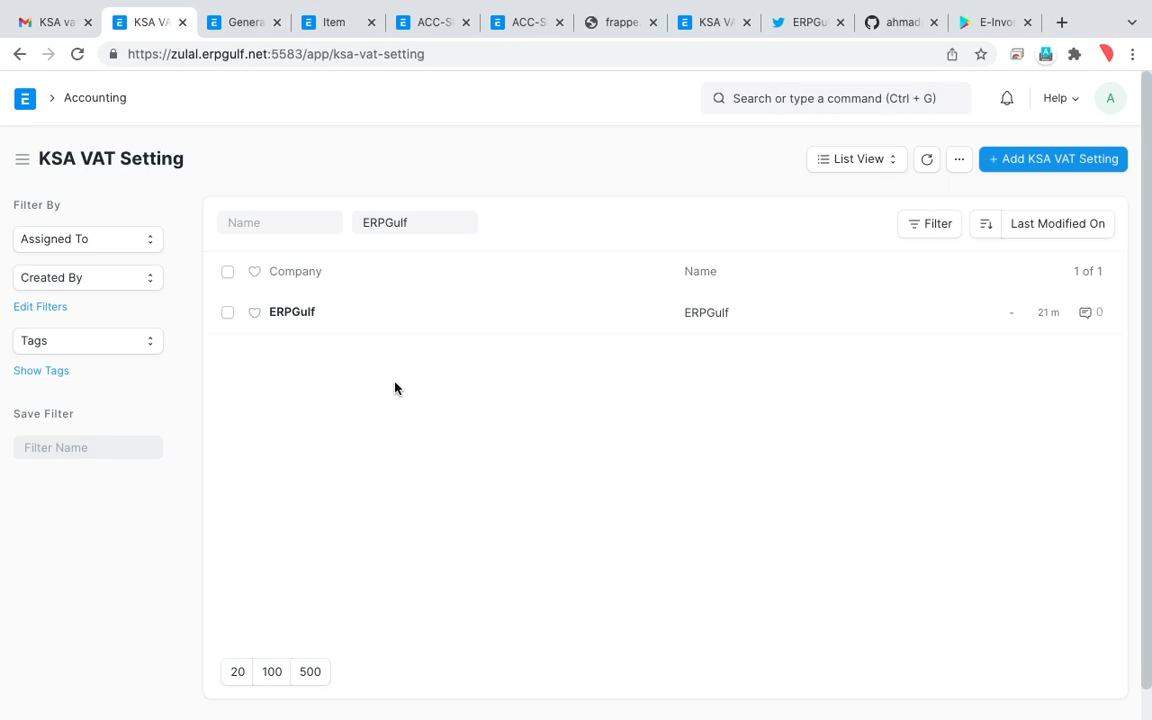 KSA va
KSA VA
Genera
Item
ACC-S
ACC-S
frappe.
KSA VA
ERPGu
ahmad
E-Invoi
https://zulal.erpgulf.net:5583/app/ksa-vat-setting
E
Accounting
Search or type a command (Ctrl + G)
Help
A
KSA VAT Setting
List View
+ Add KSA VAT Setting
Filter By
Assigned To
Created By
Edit Filters
Tags
Show Tags
Save Filter
Filter Name
Name
ERPGulf
Filter
Last Modified On
Company
Name
1 of 1
ERPGulf
ERPGulf
-
21 m
0
20
100
500